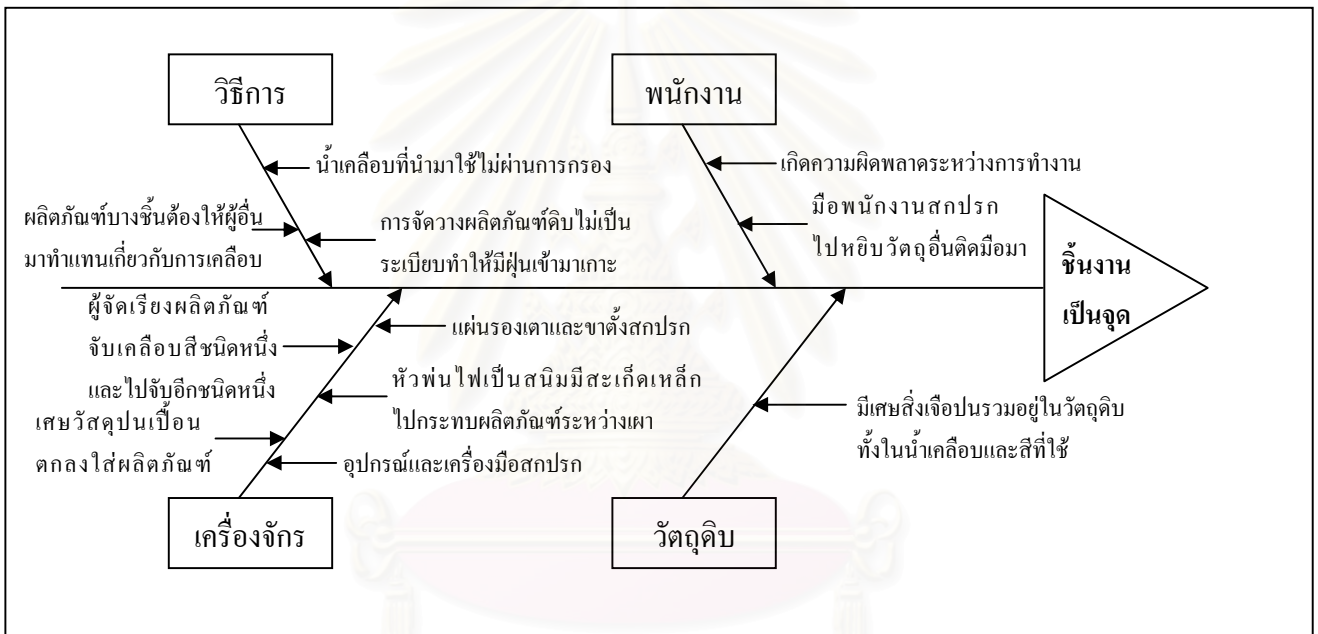 วิธีการ
พนักงาน
น้ำเคลือบที่นำมาใช้ไม่ผ่านการกรอง
เกิดความผิดพลาดระหว่างการทำงาน
ผลิตภัณฑ์บางชิ้นต้องให้ผู้อื่น
มาทำแทนเกี่ยวกับการเคลือบ
การจัดวางผลิตภัณฑ์ดิบไม่เป็น
ระเบียบทำให้มีฝุ่นเข้ามาเกาะ
มือพนักงานสกปรก
ไปหยิบวัตถุอื่นติดมือมา
ชิ้นงาน
เป็นจุด
ผู้จัดเรียงผลิตภัณฑ์
จับเคลือบสีชนิดหนึ่ง
และไปจับอีกชนิดหนึ่ง
แผ่นรองเตาและขาตั้งสกปรก
หัวพ่นไฟเป็นสนิมมีสะเก็ดเหล็ก
ไปกระทบผลิตภัณฑ์ระหว่างเผา
เศษวัสดุปนเปื้อน
ตกลงใส่ผลิตภัณฑ์
อุปกรณ์และเครื่องมือสกปรก
มีเศษสิ่งเจือปนรวมอยู่ในวัตถุดิบ
ทั้งในน้ำเคลือบและสีที่ใช้
เครื่องจักร
วัตถุดิบ